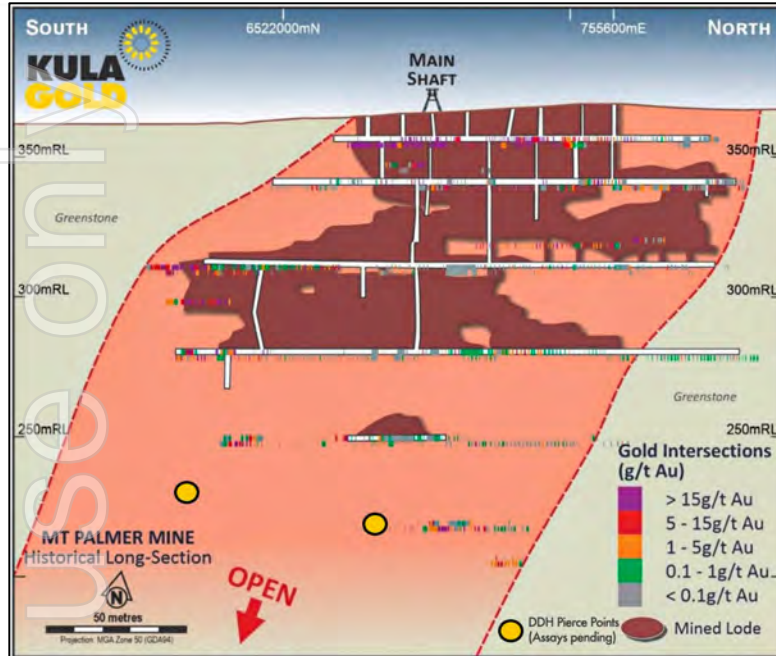 SOUTH
6522000mN
755600mE
NORTH
KULA
GOLD
MAIN
SHAFT
350mRL
350mRL
Greenstone
300mRL
300mRL
Greenstone
250mRL
250mRL
use only
Gold Intersections
(g/t Au)
> 15g/t Au
5 - 15g/t Au
1 - 5g/t Au
0.1 - 1g/t Au
< 0.1g/t Au
MT PALMER MINE
Historical Long-Section
N
50 metres
Projection: MGA Zone 50 (GDA94)
OPEN
DDH Pierce Points
(Assays pending)
Mined Lode